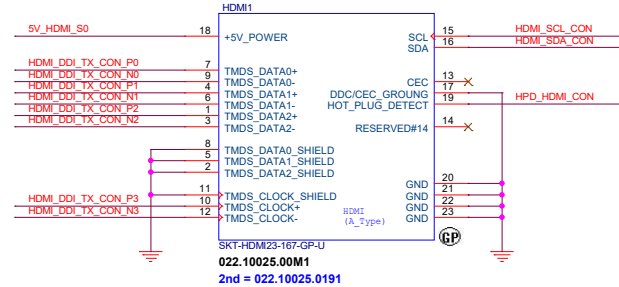 HDMI1
5V_HDMI_S0
18
+5V_POWER
SCL
15
HDMI_SCL_CON
SDA
16
HDMI_SDA_CON
HDMI_DDI_TX_CON_P0
7
TMDS_DATA0+
HDMI_DDI_TX_CON_N0
9
TMDS_DATA0-
CEC
13
HDMI_DDI_TX_CON_P1
4
TMDS_DATA1+
DDC/CEC_GROUNG
17
HDMI_DDI_TX_CON_N1
6
TMDS_DATA1-
HOT_PLUG_DETECT
19
HPD_HDMI_CON
HDMI_DDI_TX_CON_P2
1
TMDS_DATA2+
HDMI_DDI_TX_CON_N2
3
TMDS_DATA2-
RESERVED#14
14
8
TMDS_DATA0_SHIELD
5
TMDS_DATA1_SHIELD
2
TMDS_DATA2_SHIELD
GND
20
11
TMDS_CLOCK_SHIELD
GND
21
HDMI_DDI_TX_CON_P3
10
TMDS_CLOCK+
GND
22
HDMI_DDI_TX_CON_N3
12
TMDS_CLOCK-
GND
23
HDMI
(A_Type)
GP
SKT-HDMI23-167-GP-U
022.10025.00M1
2nd = 022.10025.0191